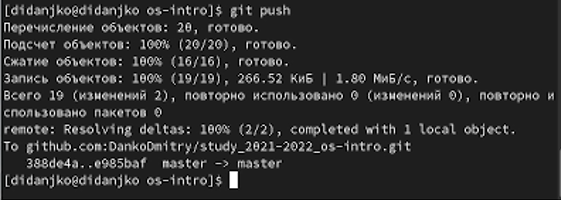 [didanjko@didanjko os-intro]$ git push
Перечисление объектов: 20, готово.
Подсчет объектов: 100% (20/20), готово.
Сжатие объектов: 100% (16/16), готово.
Запись объектов: 100% (19/19), 266.52 КиБ | 1.80 МиБ/с, готово.
Всего 19 (изменений 2), повторно использовано 0 (изменений 0), повторно и
спользовано пакетов 0
remote: Resolving deltas: 100% (2/2), completed with 1 local object.
To github.com:DankoDmitry/study_2021-2022_os-intro.git
   388de4a..e985baf  master -> master
[didanjko@didanjko os-intro]$